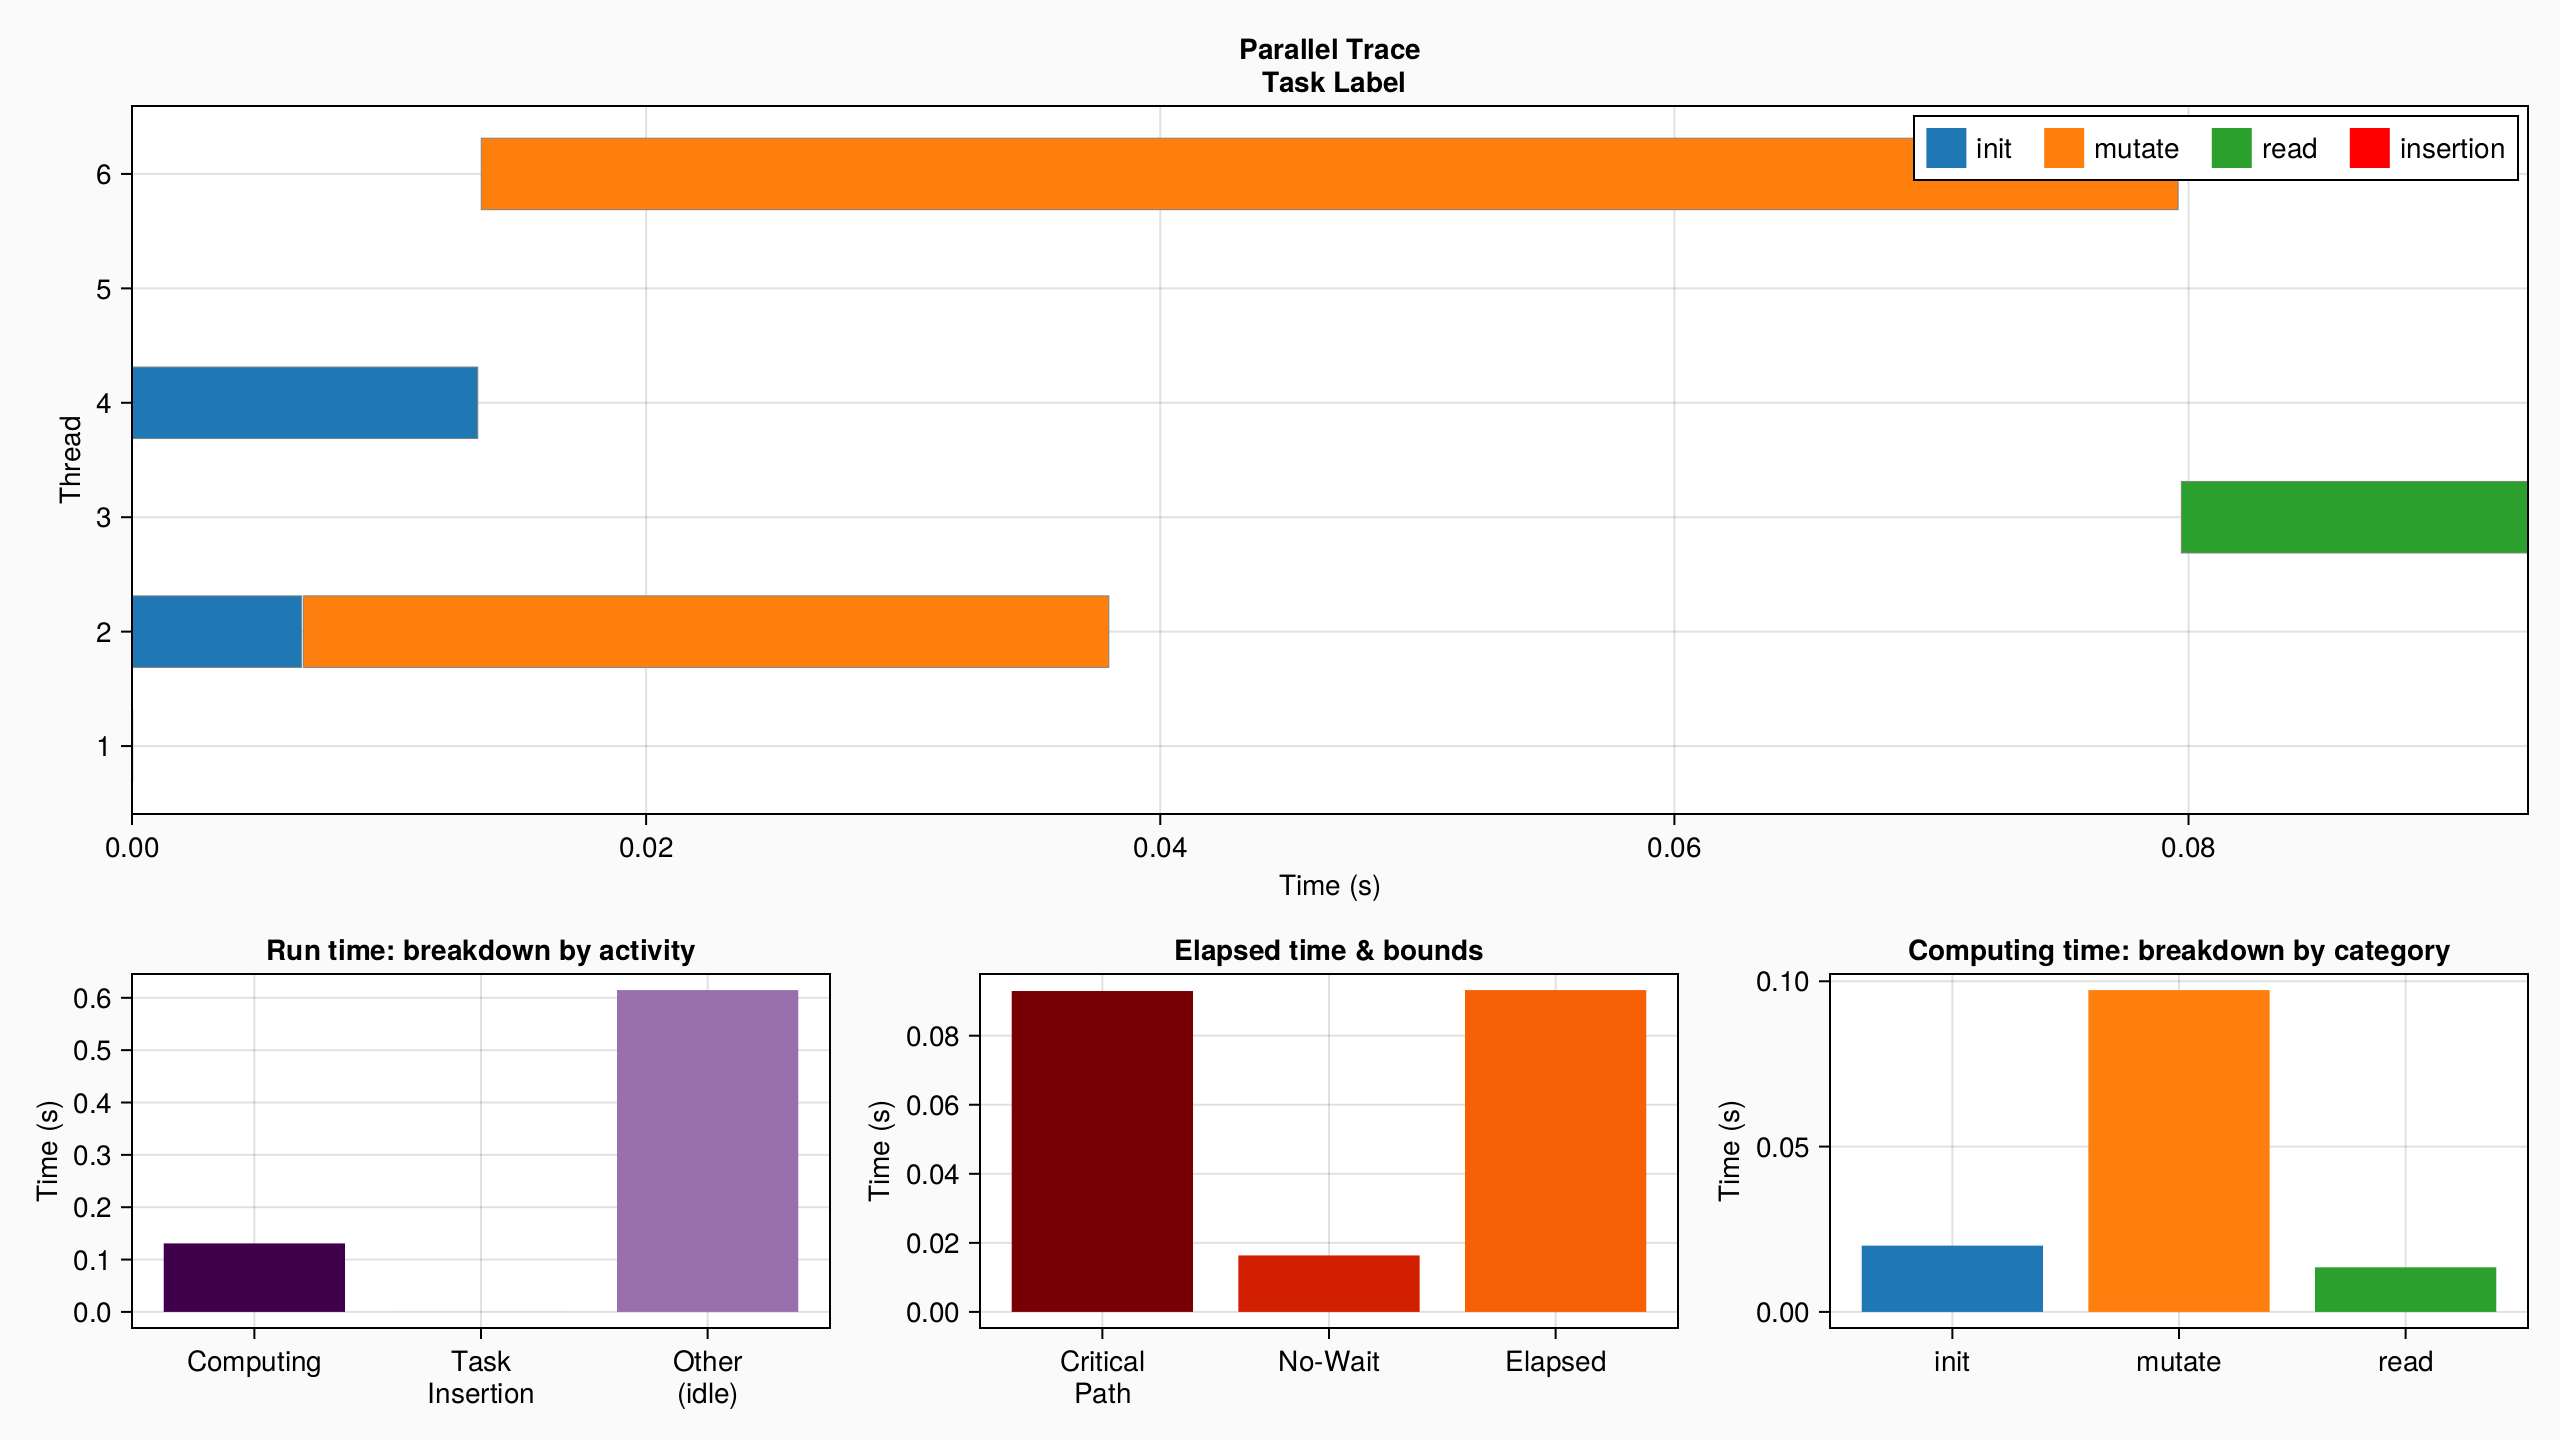 Parallel Trace
Task Label
init mutate read insertion
6
5
4
3
2
1
Thread
0.00 0.02 0.04 0.06 0.08
Time (s)
Run time: breakdown by activity
0.6
0.5
0.4
0.3
0.2
0.1
0.0
Time (s)
Computing Task Insertion Other (idle)
Elapsed time & bounds
0.08
0.06
0.04
0.02
0.00
Time (s)
Critical Path No-Wait Elapsed
Computing time: breakdown by category
0.10
0.05
0.00
Time (s)
init mutate read